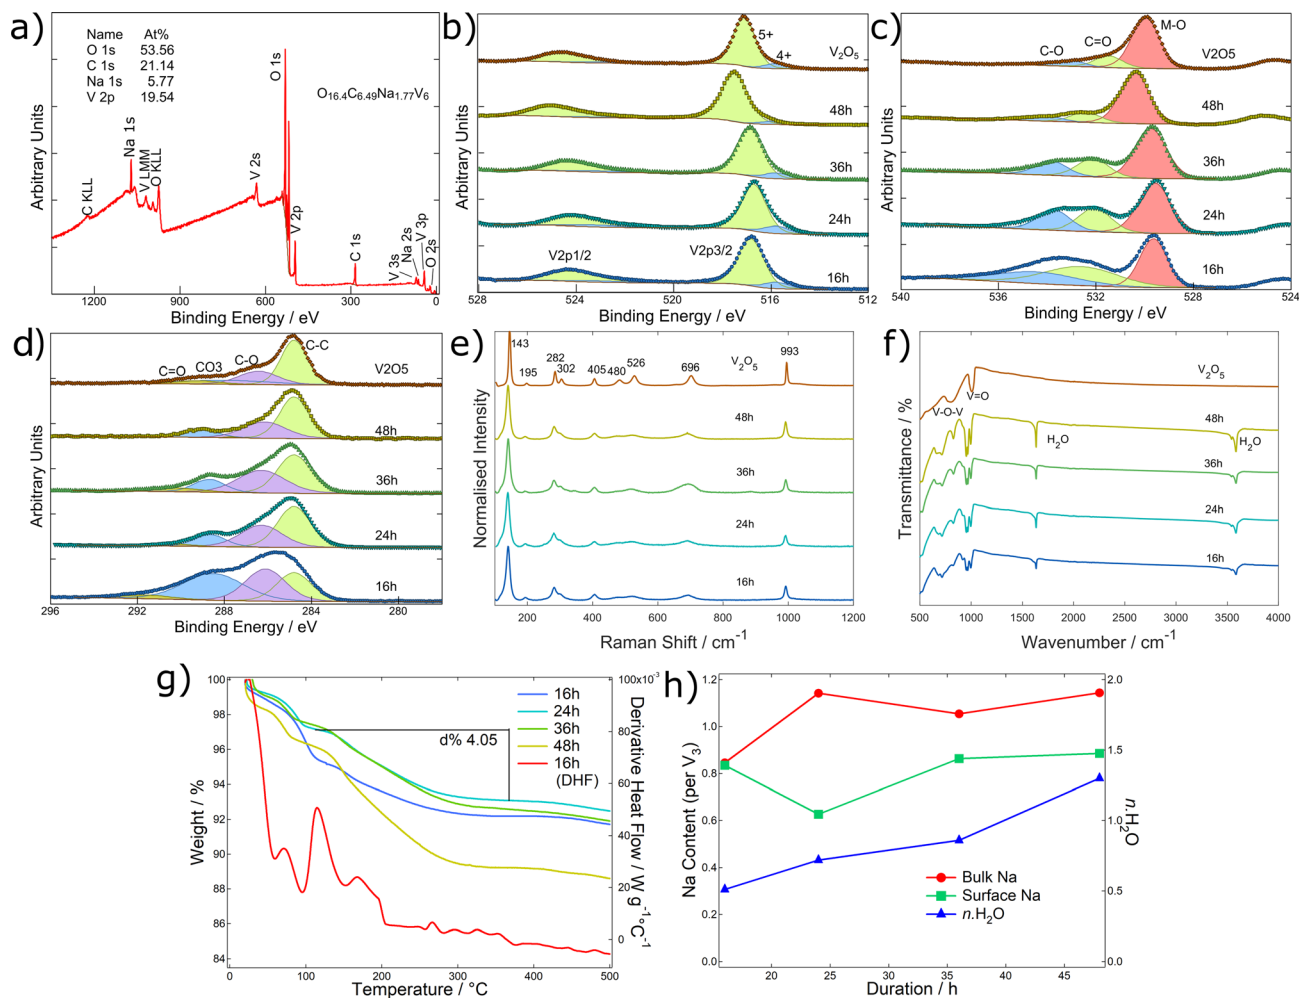 a)
Name At%
O 1s 53.56
C 1s 21.14
Na 1s 5.77
V 2p 19.54
O16.4C6.49Na1.77V6
C KLL
Na 1s
V LMM
O KLL
V 2s
O 1s
V 2p
C 1s
V 3s
Na 2s
V 3p
O 2s
Arbitrary Units
1200 900 600 300 0
Binding Energy / eV
b)
5+
4+
V2O5
48h
36h
24h
V2p1/2
V2p3/2
16h
Arbitrary Units
528 524 520 516 512
Binding Energy / eV
c)
C-O
C=O
M-O
V2O5
48h
36h
24h
16h
Arbitrary Units
540 536 532 528 524
Binding Energy / eV
d)
C=O
CO3
C-O
C-C
V2O5
48h
36h
24h
16h
Arbitrary Units
296 292 288 284 280
Binding Energy / eV
e)
143
195
282
302
405
480
526
696
V2O5
993
48h
36h
24h
16h
Normalised Intensity
200 400 600 800 1000 1200
Raman Shift / cm-1
f)
V2O5
V=O
V-O-V
48h
H2O
H2O
36h
24h
16h
Transmittance / %
500 1000 1500 2000 2500 3000 3500 4000
Wavenumber / cm-1
g)
100
98
96
94
92
90
88
86
84
Weight / %
d% 4.05
16h
24h
36h
48h
16h
(DHF)
100x10-3
80
60
40
20
0
Derivative Heat Flow / W g-1°C-1
0 100 200 300 400 500
Temperature / °C
h)
1.2
1.0
0.8
0.6
0.4
0.2
0.0
Na Content (per V3)
Bulk Na
Surface Na
n.H2O
2.0
1.5
1.0
0.5
0.0
n.H2O
20 25 30 35 40 45
Duration / h